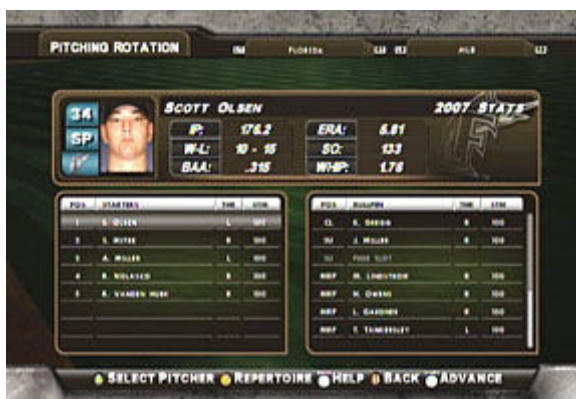 PITCHING ROTATION
FLORIDA
MLB
34
SP
SCOTT OLSEN
2007 STATS
IP: 176.2 ERA: 5.81
W-L: 10 - 15 SO: 133
BAA: .315 WHIP: 1.76
POS STARTERS THR STM
1 S. OLSEN L 100
2 S. MITRE R 100
3 A. MILLER L 100
4 R. NOLASCO R 100
5 R. VANDEN HURK R 100
POS BULLPEN THR STM
CL K. GREGG R 100
SU J. MILLER R 100
SU FREE SLOT
MRP M. LINDSTROM R 100
MRP H. OWENS R 100
MRP L. GARDNER R 100
MRP T. TANKERSLEY L 100
SELECT PITCHER REPERTOIRE HELP BACK ADVANCE